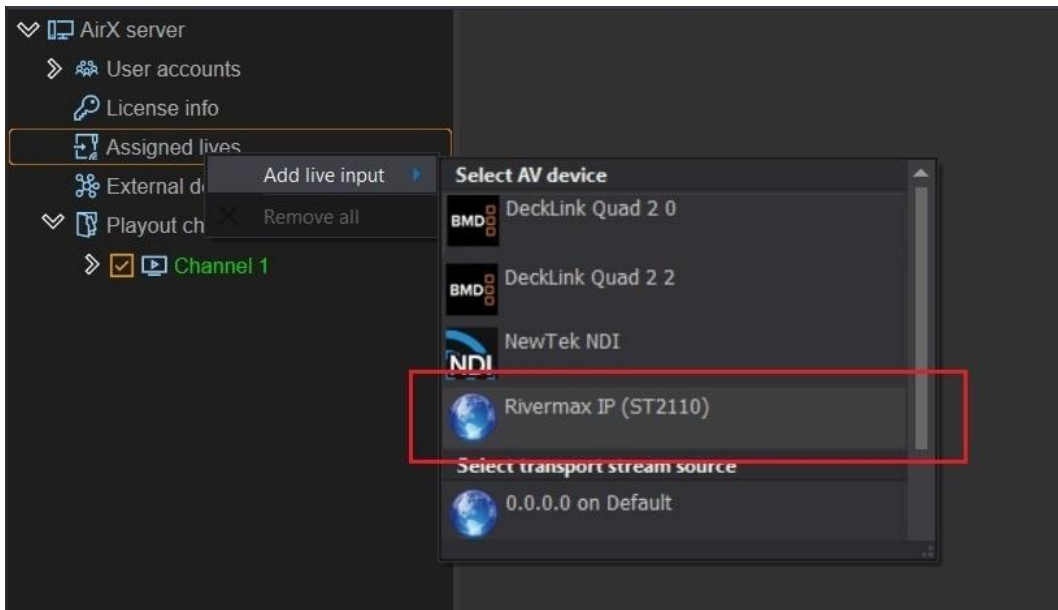 AirX server
User accounts
License info
Assigned lives
External d
Playout ch
Channel 1
Add live input
Remove all
Select AV device
BMD
DeckLink Quad 2 0
BMD
DeckLink Quad 2 2
NDI
NewTek NDI
Rivermax IP (ST2110)
Select transport stream source
0.0.0.0 on Default